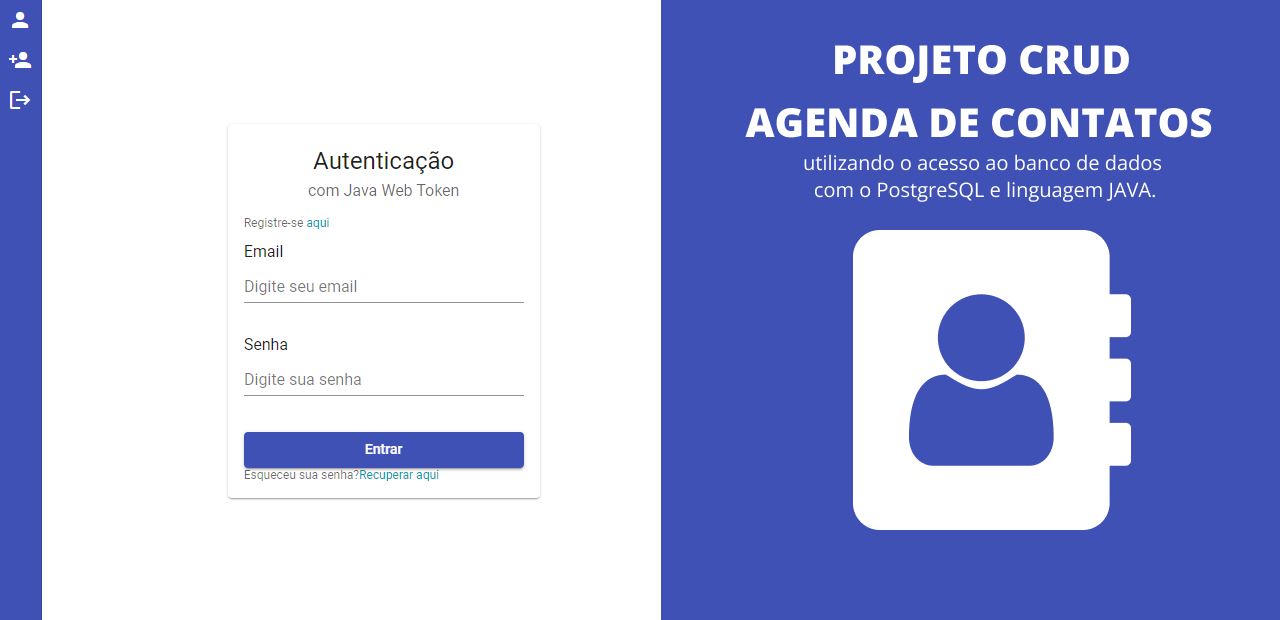 Autenticação
com Java Web Token
Registre-se aqui
Email
Digite seu email
Senha
Digite sua senha
Entrar
Esqueceu sua senha?Recuperar aqui
PROJETO CRUD
AGENDA DE CONTATOS
utilizando o acesso ao banco de dados
com o PostgreSQL e linguagem JAVA.